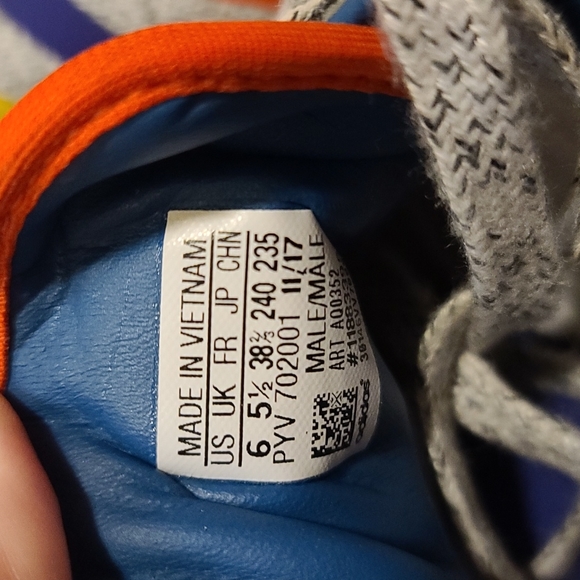 MADE IN VIETNAM
US UK FR JP CHN
6 5½ 38⅔ 240 235
PYV 702001 11/17
MALE/MALE
ART AQ0352
adidas